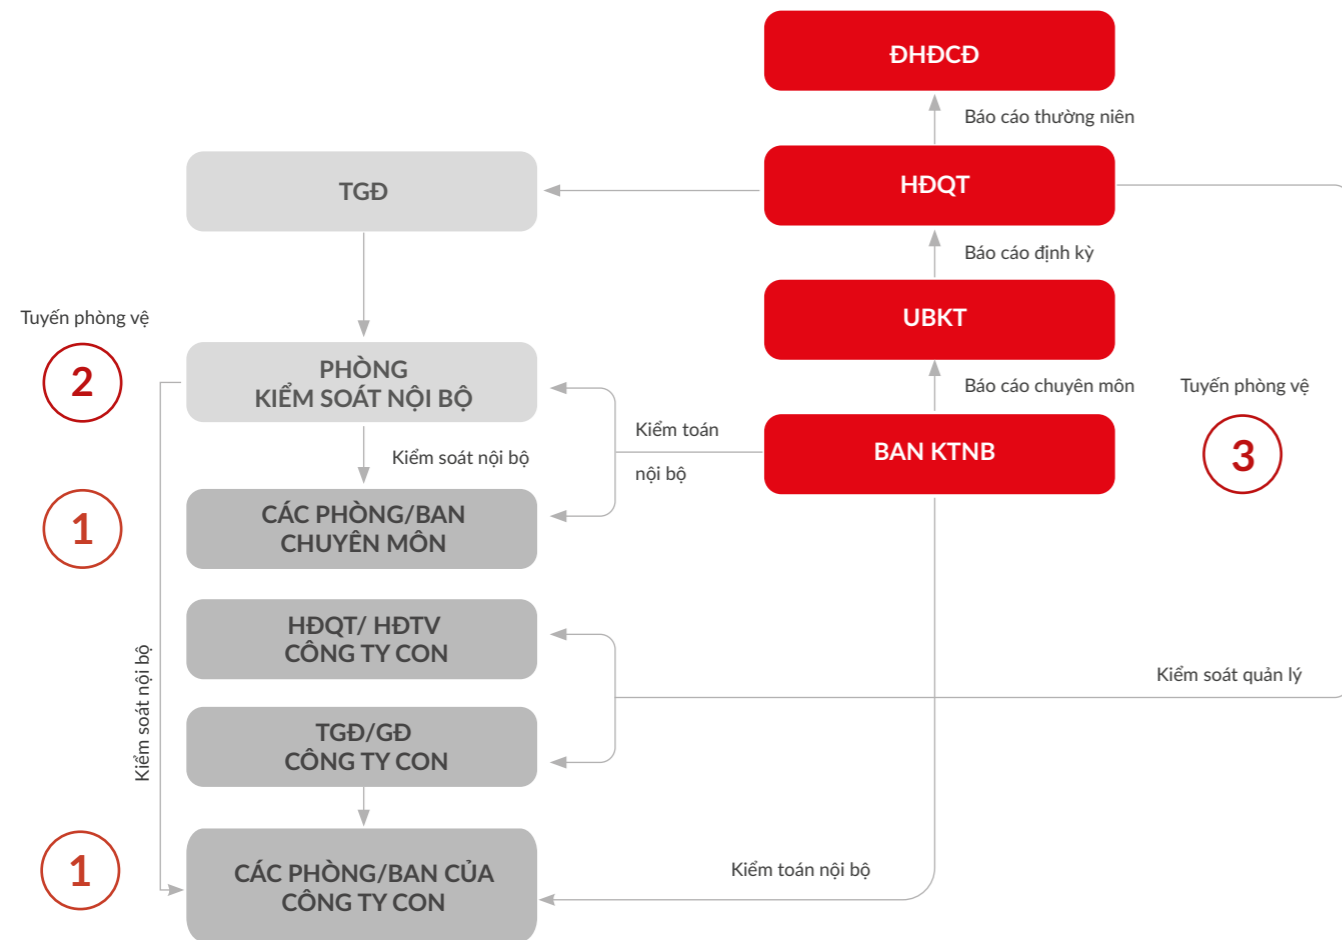 ĐHĐCĐ
Báo cáo thường niên
TGĐ
HĐQT
Báo cáo định kỳ
Tuyến phòng vệ
2
PHÒNG
KIỂM SOÁT NỘI BỘ
UBKT
Báo cáo chuyên môn
Tuyến phòng vệ
3
Kiểm toán
nội bộ
BAN KTNB
Kiểm soát nội bộ
1
CÁC PHÒNG/BAN
CHUYÊN MÔN
HĐQT/ HĐTV
CÔNG TY CON
Kiểm soát quản lý
Kiểm soát nội bộ
TGĐ/GĐ
CÔNG TY CON
1
CÁC PHÒNG/BAN CỦA
CÔNG TY CON
Kiểm toán nội bộ